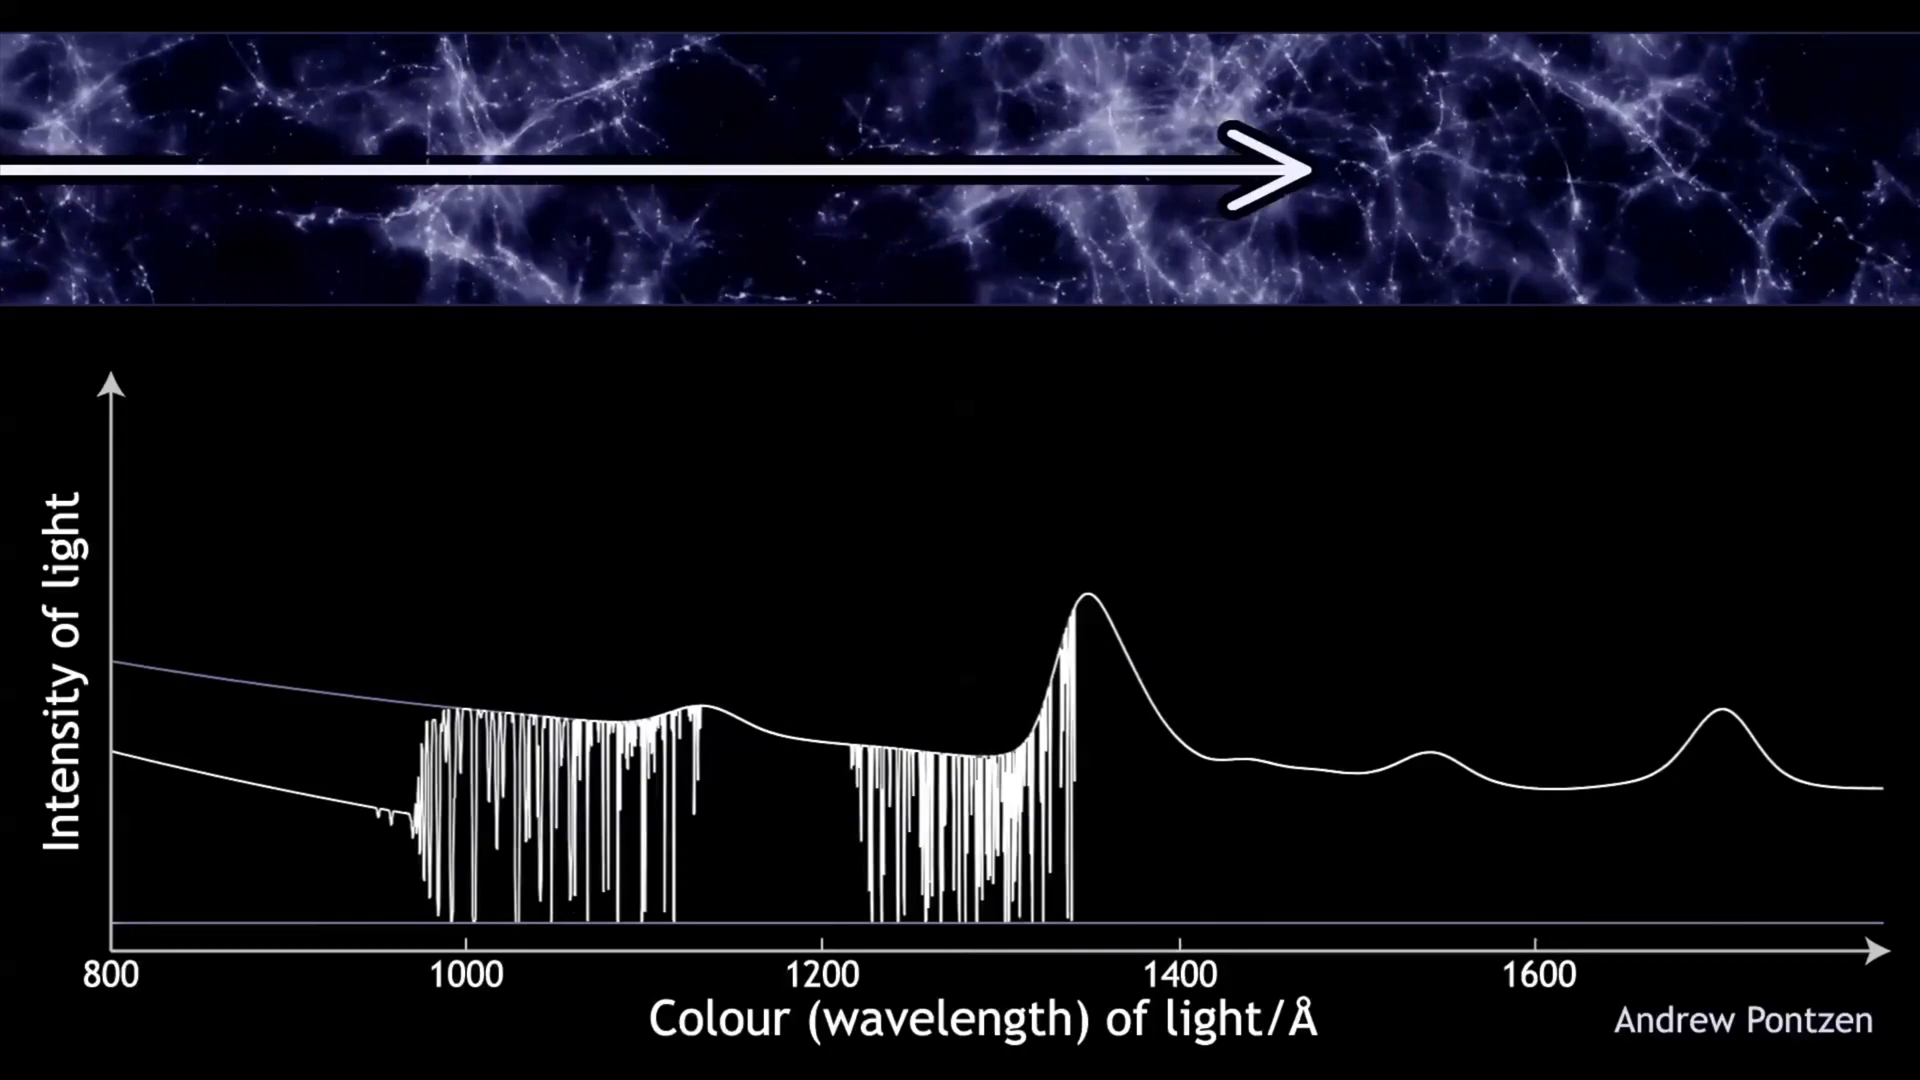 Intensity of light
800
1000
1200
1400
1600
Colour (wavelength) of light/Å
Andrew Pontzen